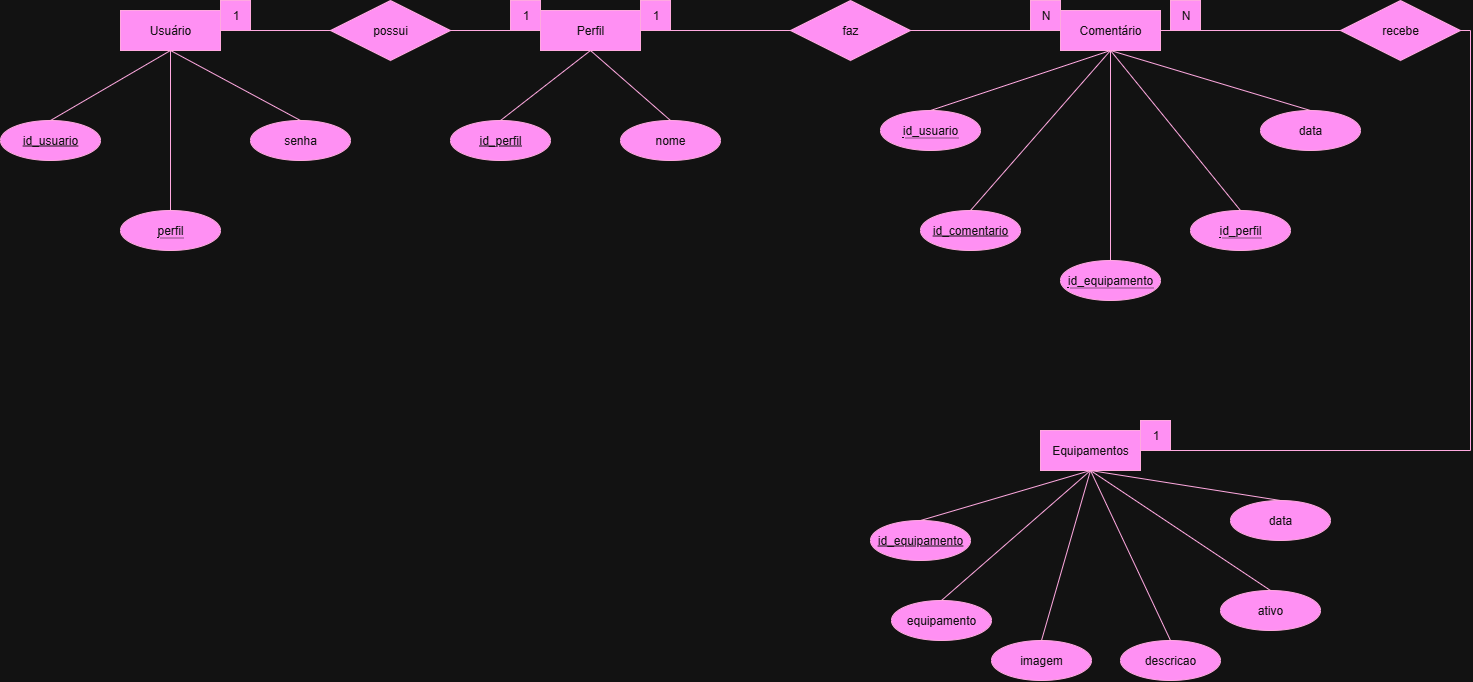 1
1
1
N
N
Usuário
possui
Perfil
faz
Comentário
recebe
id_usuario
senha
id_perfil
nome
id_usuario
data
perfil
id_comentario
id_perfil
id_equipamento
1
Equipamentos
data
id_equipamento
ativo
equipamento
imagem
descricao